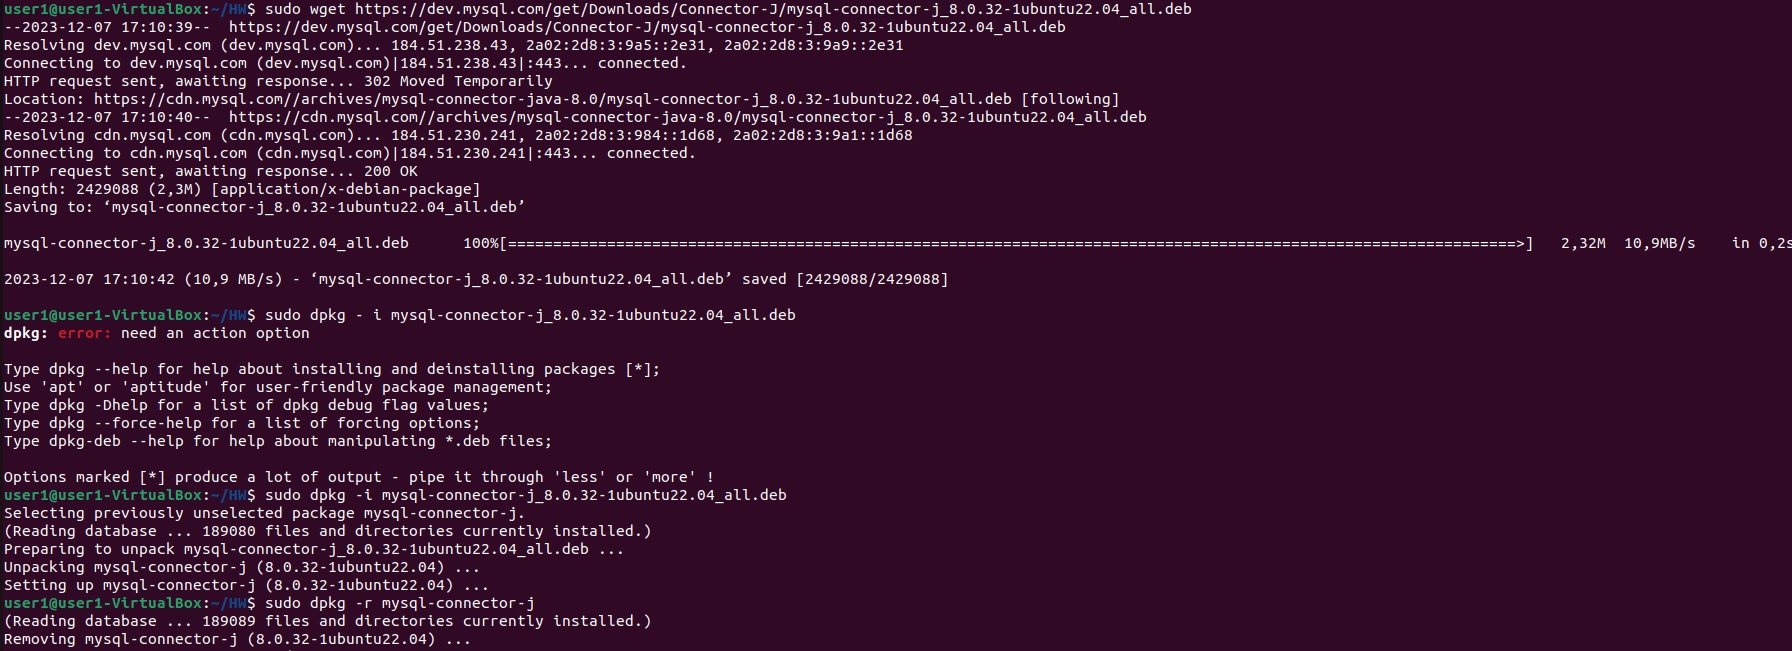 user1@user1-VirtualBox:~/HW$ sudo wget https://dev.mysql.com/get/Downloads/Connector-J/mysql-connector-j_8.0.32-1ubuntu22.04_all.deb
--2023-12-07 17:10:39--  https://dev.mysql.com/get/Downloads/Connector-J/mysql-connector-j_8.0.32-1ubuntu22.04_all.deb
Resolving dev.mysql.com (dev.mysql.com)... 184.51.238.43, 2a02:2d8:3:9a5::2e31, 2a02:2d8:3:9a9::2e31
Connecting to dev.mysql.com (dev.mysql.com)|184.51.238.43|:443... connected.
HTTP request sent, awaiting response... 302 Moved Temporarily
Location: https://cdn.mysql.com//archives/mysql-connector-java-8.0/mysql-connector-j_8.0.32-1ubuntu22.04_all.deb [following]
--2023-12-07 17:10:40--  https://cdn.mysql.com//archives/mysql-connector-java-8.0/mysql-connector-j_8.0.32-1ubuntu22.04_all.deb
Resolving cdn.mysql.com (cdn.mysql.com)... 184.51.230.241, 2a02:2d8:3:984::1d68, 2a02:2d8:3:9a1::1d68
Connecting to cdn.mysql.com (cdn.mysql.com)|184.51.230.241|:443... connected.
HTTP request sent, awaiting response... 200 OK
Length: 2429088 (2,3M) [application/x-debian-package]
Saving to: ‘mysql-connector-j_8.0.32-1ubuntu22.04_all.deb’
mysql-connector-j_8.0.32-1ubuntu22.04_all.deb      100%[================================================================================================================>]   2,32M  10,9MB/s    in 0,2s
2023-12-07 17:10:42 (10,9 MB/s) - ‘mysql-connector-j_8.0.32-1ubuntu22.04_all.deb’ saved [2429088/2429088]
user1@user1-VirtualBox:~/HW$ sudo dpkg - i mysql-connector-j_8.0.32-1ubuntu22.04_all.deb
dpkg: error: need an action option
Type dpkg --help for help about installing and deinstalling packages [*];
Use 'apt' or 'aptitude' for user-friendly package management;
Type dpkg -Dhelp for a list of dpkg debug flag values;
Type dpkg --force-help for a list of forcing options;
Type dpkg-deb --help for help about manipulating *.deb files;
Options marked [*] produce a lot of output - pipe it through 'less' or 'more' !
user1@user1-VirtualBox:~/HW$ sudo dpkg -i mysql-connector-j_8.0.32-1ubuntu22.04_all.deb
Selecting previously unselected package mysql-connector-j.
(Reading database ... 189080 files and directories currently installed.)
Preparing to unpack mysql-connector-j_8.0.32-1ubuntu22.04_all.deb ...
Unpacking mysql-connector-j (8.0.32-1ubuntu22.04) ...
Setting up mysql-connector-j (8.0.32-1ubuntu22.04) ...
user1@user1-VirtualBox:~/HW$ sudo dpkg -r mysql-connector-j
(Reading database ... 189089 files and directories currently installed.)
Removing mysql-connector-j (8.0.32-1ubuntu22.04) ...